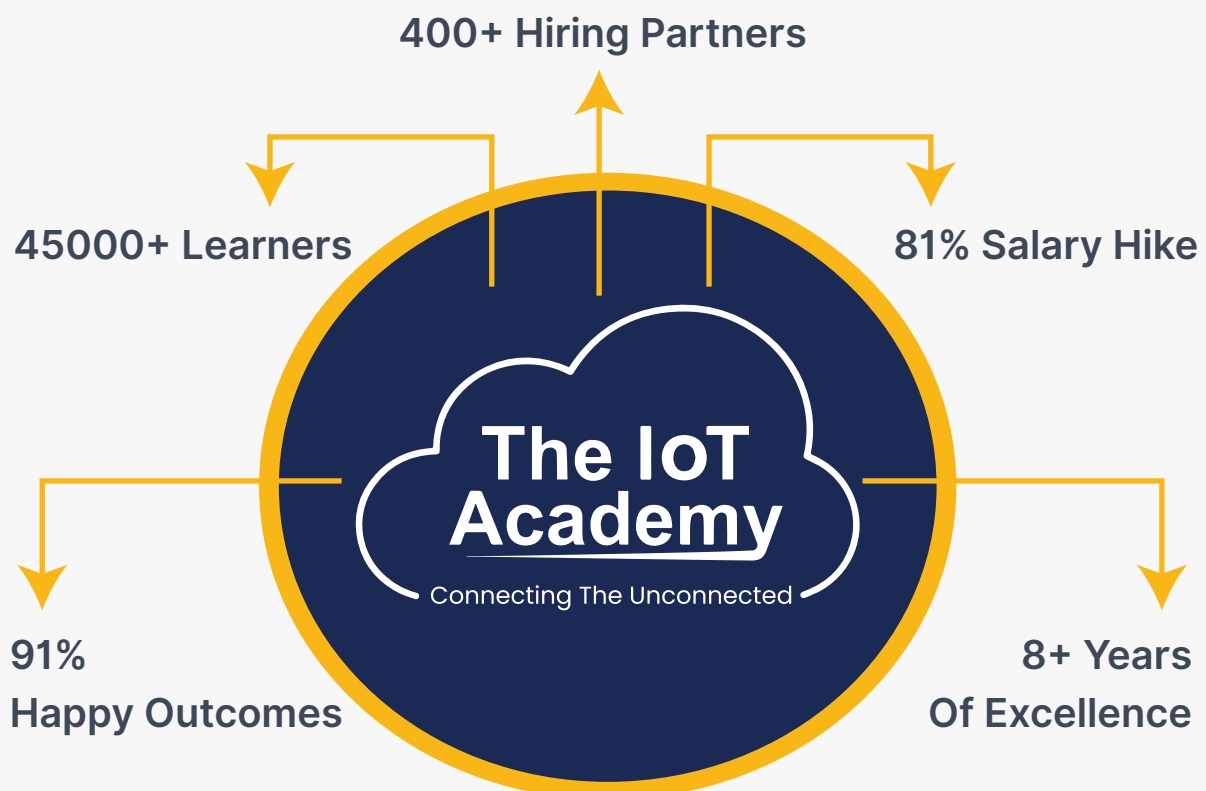 400+ Hiring Partners
45000+ Learners
81% Salary Hike
The IoT
Academy
Connecting The Unconnected
91%
Happy Outcomes
8+ Years
Of Excellence